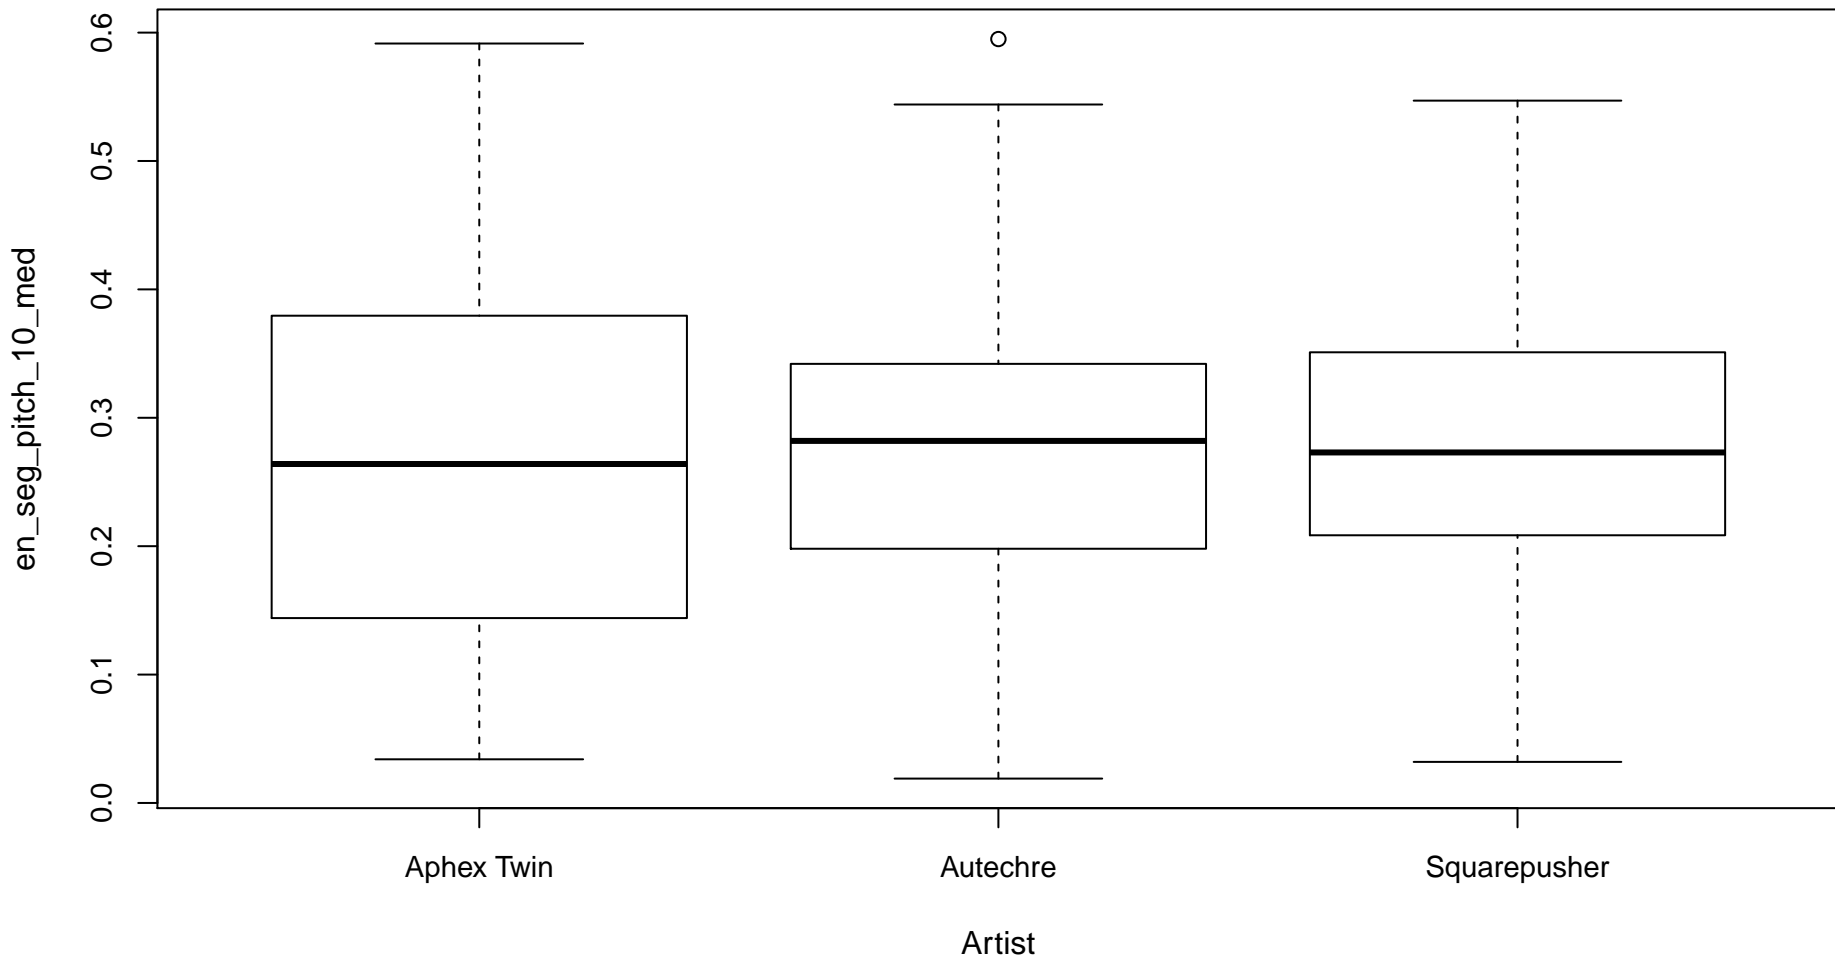 en_seg_pitch_10_med
0.6
0.5
0.4
0.3
0.2
0.1
0.0
Aphex Twin
Autechre
Squarepusher
Artist